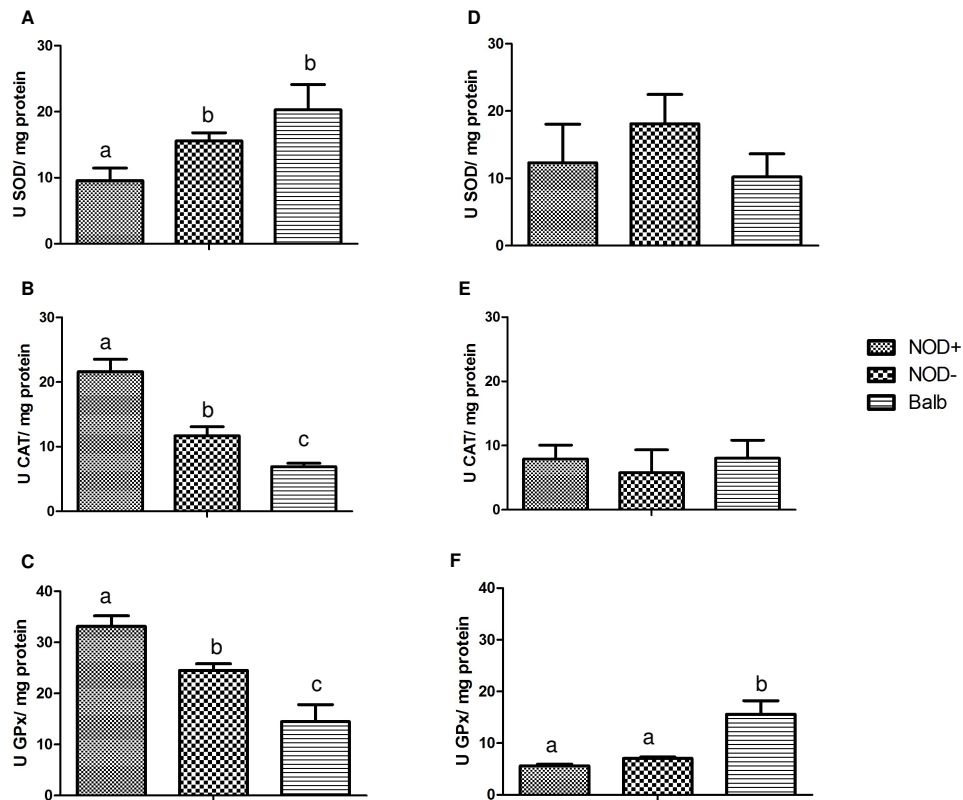 A
U SOD/ mg protein
30
20
10
0
a
b
b
D
U SOD/ mg protein
30
20
10
0
B
U CAT/ mg protein
30
20
10
0
a
b
c
E
U CAT/ mg protein
30
20
10
0
NOD+
NOD-
Balb
C
U GPx/ mg protein
40
30
20
10
0
a
b
c
F
U GPx/ mg protein
40
30
20
10
0
a
a
b